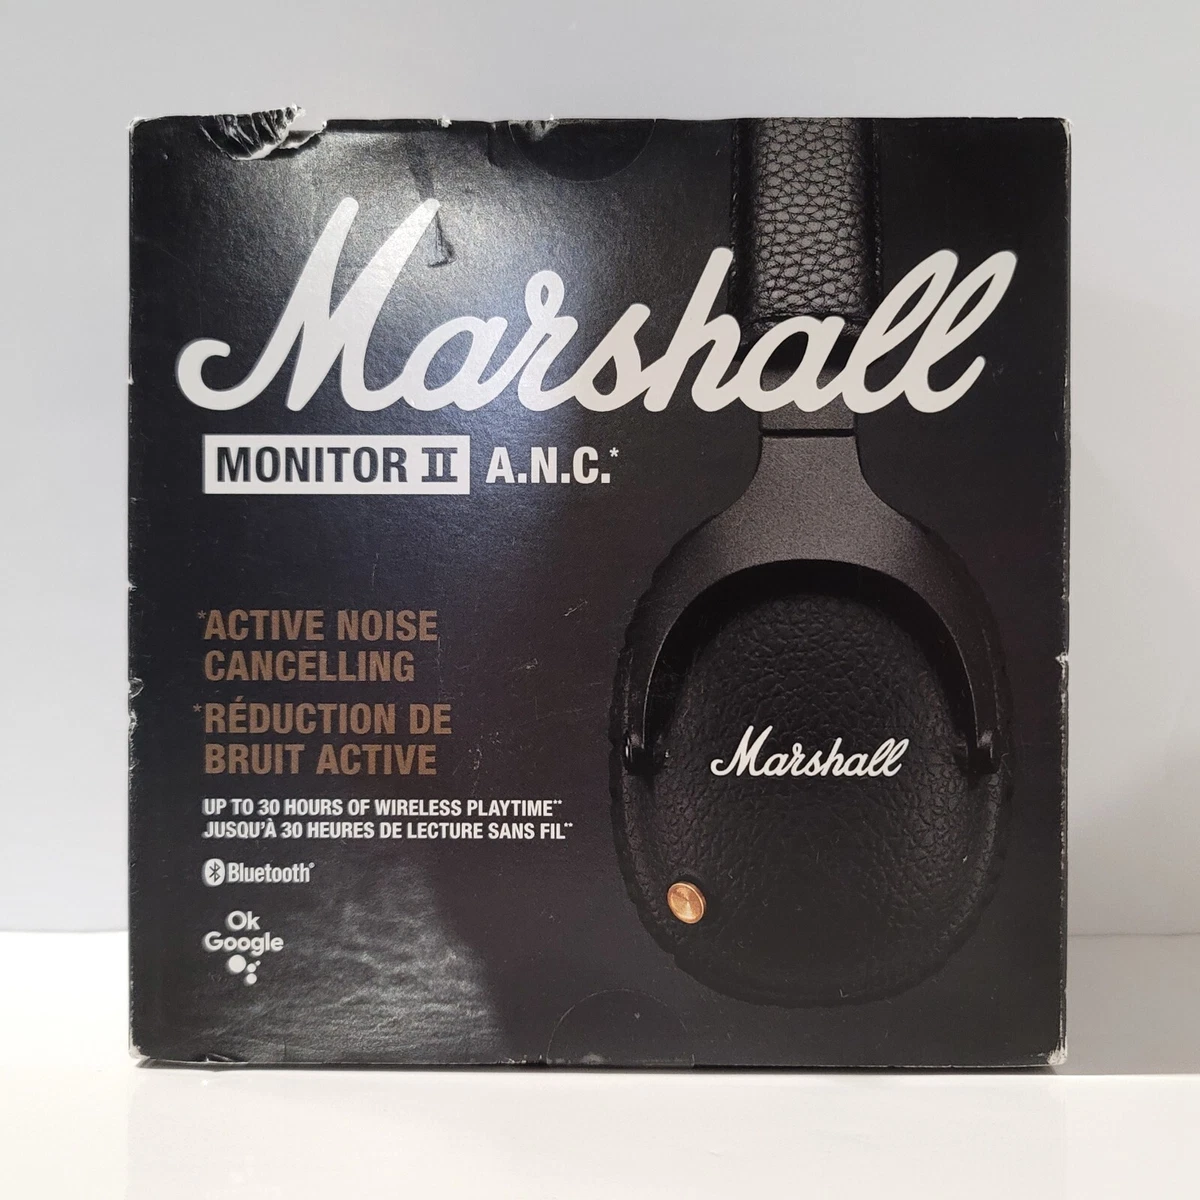 Marshall
MONITOR II A.N.C.*
*ACTIVE NOISE
CANCELLING
*RÉDUCTION DE
BRUIT ACTIVE
UP TO 30 HOURS OF WIRELESS PLAYTIME**
JUSQU'À 30 HEURES DE LECTURE SANS FIL**
Bluetooth®
Ok
Google
Marshall